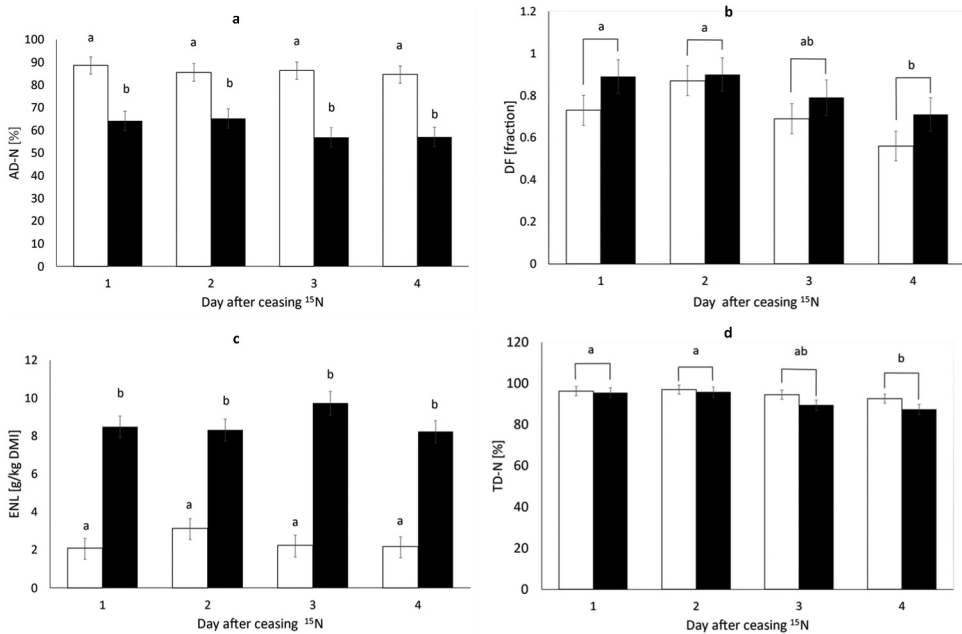 a
AD-N [%]
100
90
80
70
60
50
40
30
20
10
0
a
b
a
b
a
b
a
b
1 2 3 4
Day after ceasing ¹⁵N
b
DF [fraction]
1.2
1
0.8
0.6
0.4
0.2
0
a
a
ab
b
1 2 3 4
Day after ceasing ¹⁵N
c
ENL [g/kg DMI]
12
10
8
6
4
2
0
a
b
a
b
a
b
a
b
1 2 3 4
Day after ceasing ¹⁵N
d
TD-N [%]
120
100
80
60
40
20
0
a
a
ab
b
1 2 3 4
Day after ceasing ¹⁵N